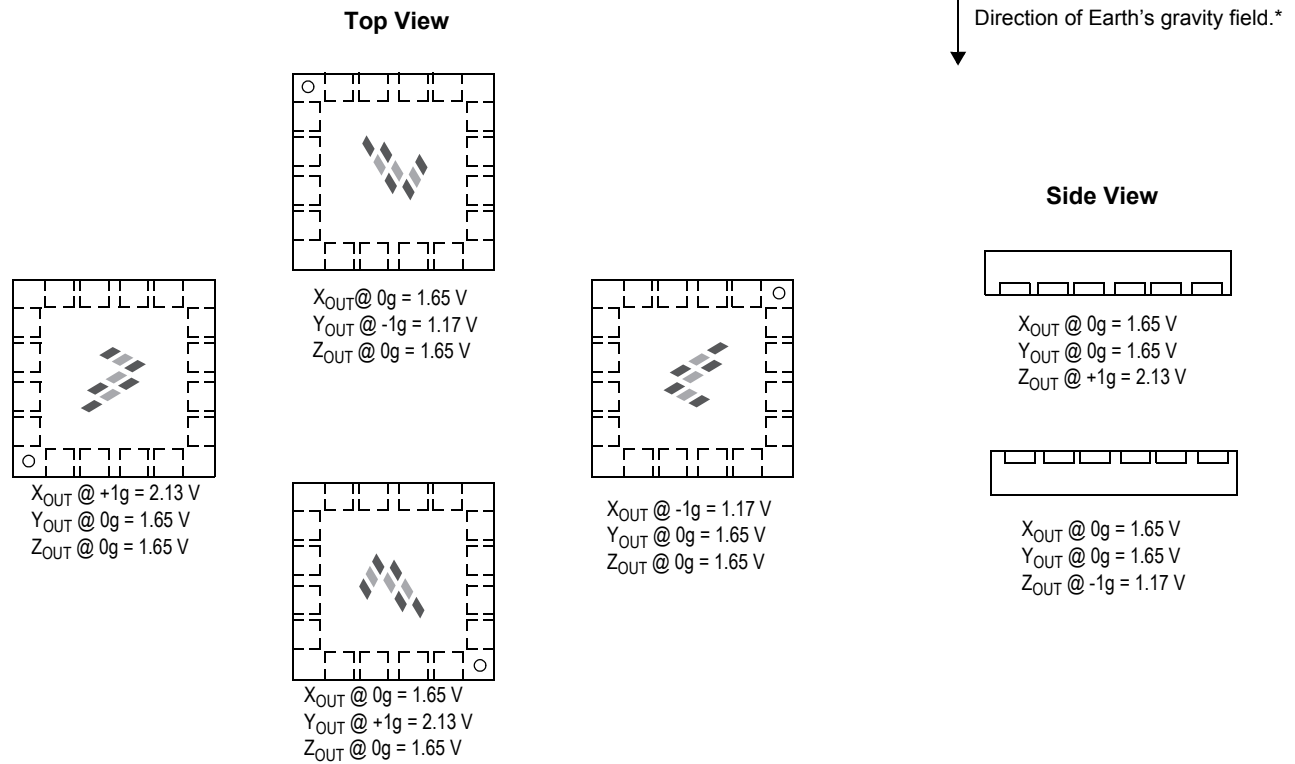 Top View
Direction of Earth's gravity field.*
X_OUT@ 0g = 1.65 V
Y_OUT @ -1g = 1.17 V
Z_OUT @ 0g = 1.65 V
X_OUT @ +1g = 2.13 V
Y_OUT @ 0g = 1.65 V
Z_OUT @ 0g = 1.65 V
X_OUT @ -1g = 1.17 V
Y_OUT @ 0g = 1.65 V
Z_OUT @ 0g = 1.65 V
X_OUT @ 0g = 1.65 V
Y_OUT @ +1g = 2.13 V
Z_OUT @ 0g = 1.65 V
Side View
X_OUT @ 0g = 1.65 V
Y_OUT @ 0g = 1.65 V
Z_OUT @ +1g = 2.13 V
X_OUT @ 0g = 1.65 V
Y_OUT @ 0g = 1.65 V
Z_OUT @ -1g = 1.17 V